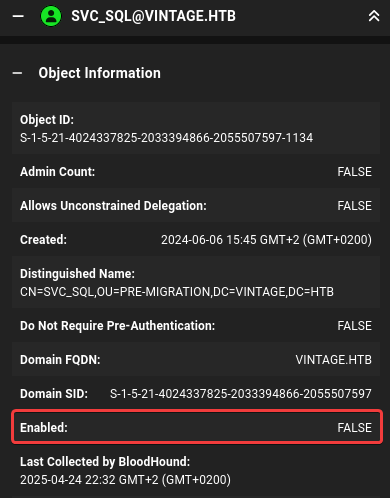 SVC_SQL@VINTAGE.HTB
Object Information
Object ID:
S-1-5-21-4024337825-2033394866-2055507597-1134
Admin Count: FALSE
Allows Unconstrained Delegation: FALSE
Created: 2024-06-06 15:45 GMT+2 (GMT+0200)
Distinguished Name:
CN=SVC_SQL,OU=PRE-MIGRATION,DC=VINTAGE,DC=HTB
Do Not Require Pre-Authentication: FALSE
Domain FQDN: VINTAGE.HTB
Domain SID: S-1-5-21-4024337825-2033394866-2055507597
Enabled: FALSE
Last Collected by BloodHound:
2025-04-24 22:32 GMT+2 (GMT+0200)